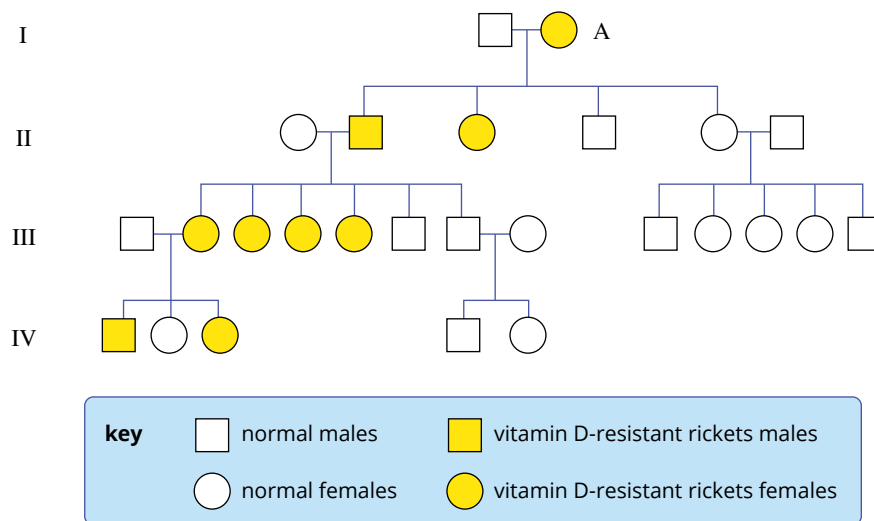 I
A
II
III
IV
key
normal males
vitamin D-resistant rickets males
normal females
vitamin D-resistant rickets females